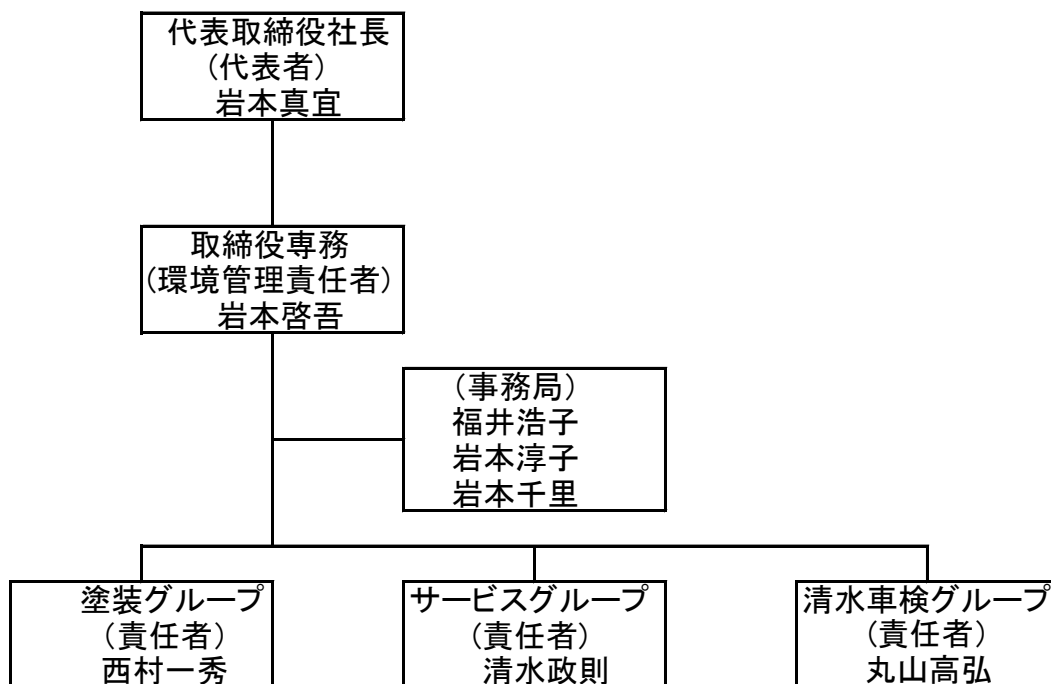 代表取締役社長
(代表者)
岩本真宜
取締役専務
(環境管理責任者)
岩本啓吾
(事務局)
福井浩子
岩本淳子
岩本千里
塗装グループ
(責任者)
西村一秀
サービスグループ
(責任者)
清水政則
清水車検グループ
(責任者)
丸山高弘